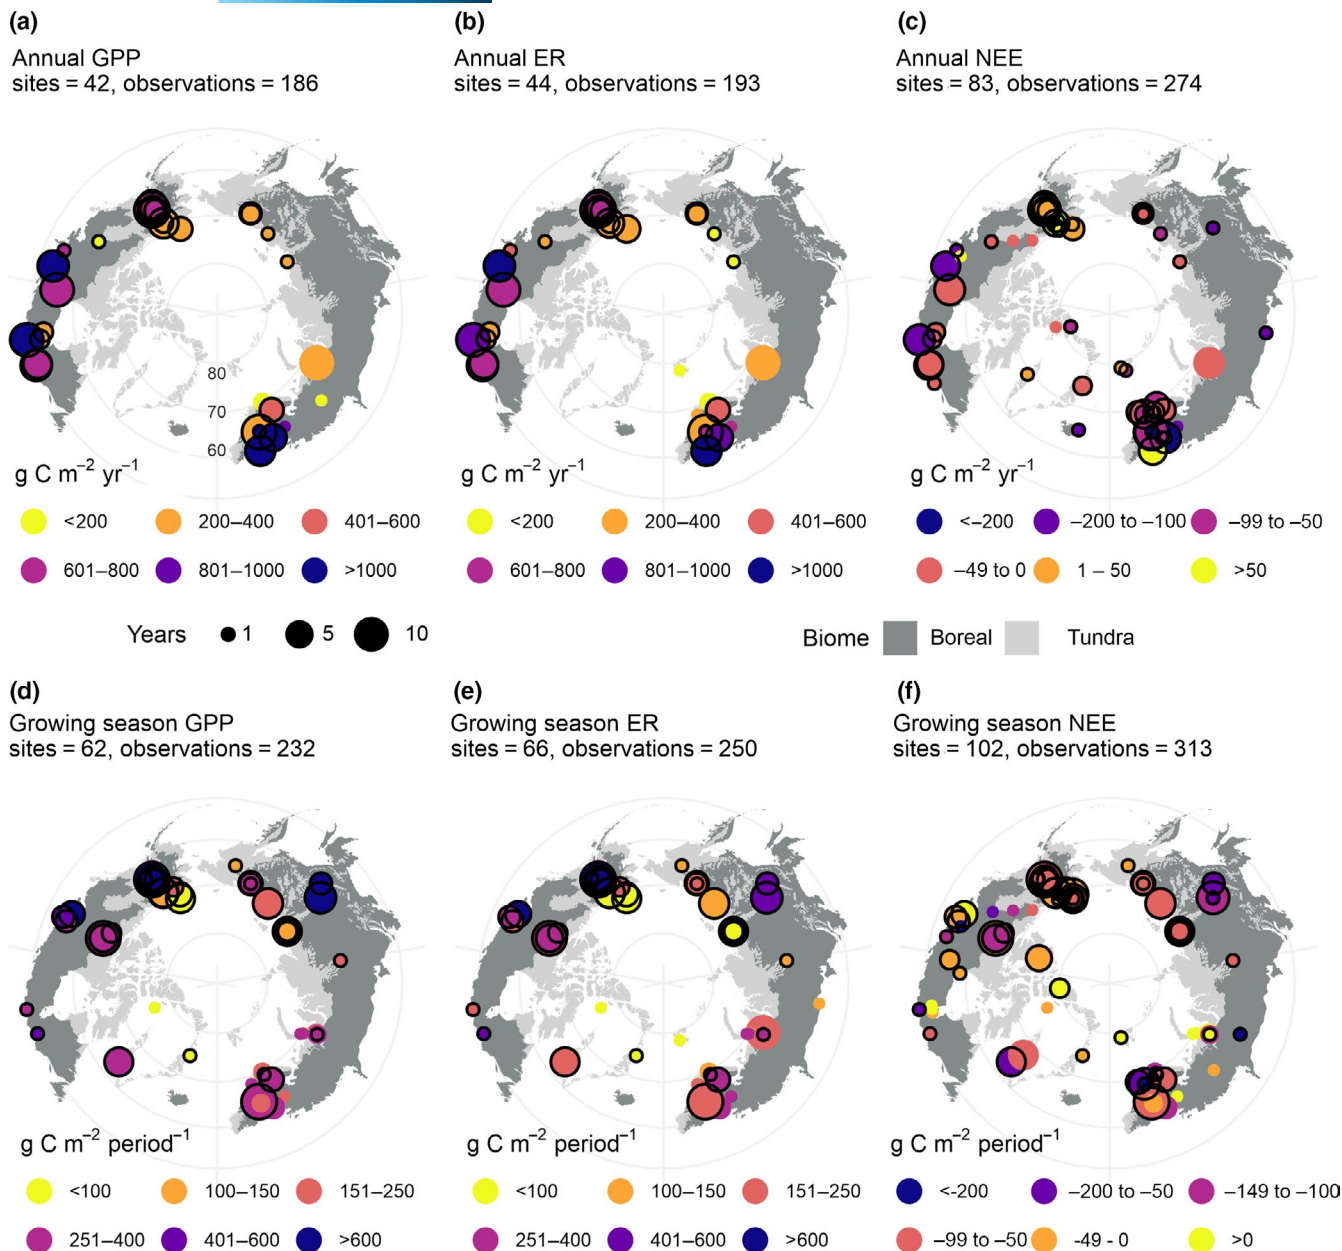 (a)
Annual GPP
sites = 42, observations = 186
(b)
Annual ER
sites = 44, observations = 193
(c)
Annual NEE
sites = 83, observations = 274
80
70
60
g C m⁻² yr⁻¹
<200
200–400
401–600
601–800
801–1000
>1000
g C m⁻² yr⁻¹
<200
200–400
401–600
601–800
801–1000
>1000
g C m⁻² yr⁻¹
<-200
–200 to –100
–99 to –50
–49 to 0
1 – 50
>50
Years 1 5 10
Biome Boreal Tundra
(d)
Growing season GPP
sites = 62, observations = 232
(e)
Growing season ER
sites = 66, observations = 250
(f)
Growing season NEE
sites = 102, observations = 313
g C m⁻² period⁻¹
<100
100–150
151–250
251–400
401–600
>600
g C m⁻² period⁻¹
<100
100–150
151–250
251–400
401–600
>600
g C m⁻² period⁻¹
<-200
–200 to –50
–149 to –100
–99 to –50
-49 - 0
>0